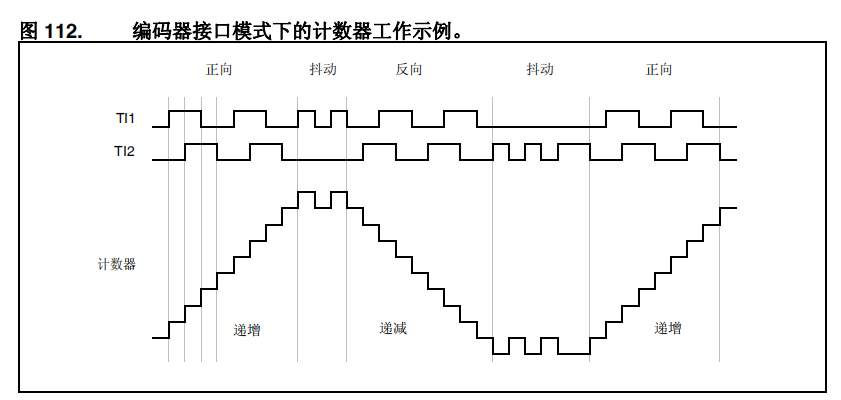 图 112. 编码器接口模式下的计数器工作示例。
正向 抖动 反向 抖动 正向
TI1
TI2
计数器
递增 递减 递增